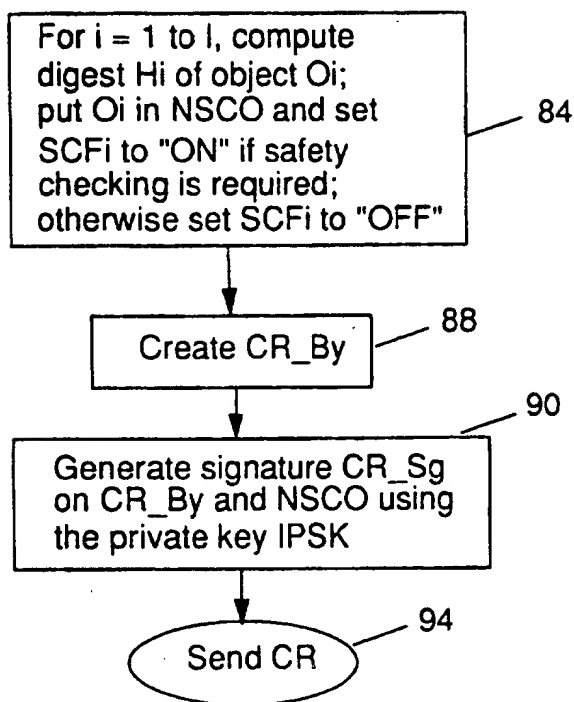 For i = 1 to I, compute
digest Hi of object Oi;
put Oi in NSCO and set
SCFi to "ON" if safety
checking is required;
otherwise set SCFi to "OFF"
84
Create CR_By
88
90
Generate signature CR_Sg
on CR_By and NSCO using
the private key IPSK
Send CR
94